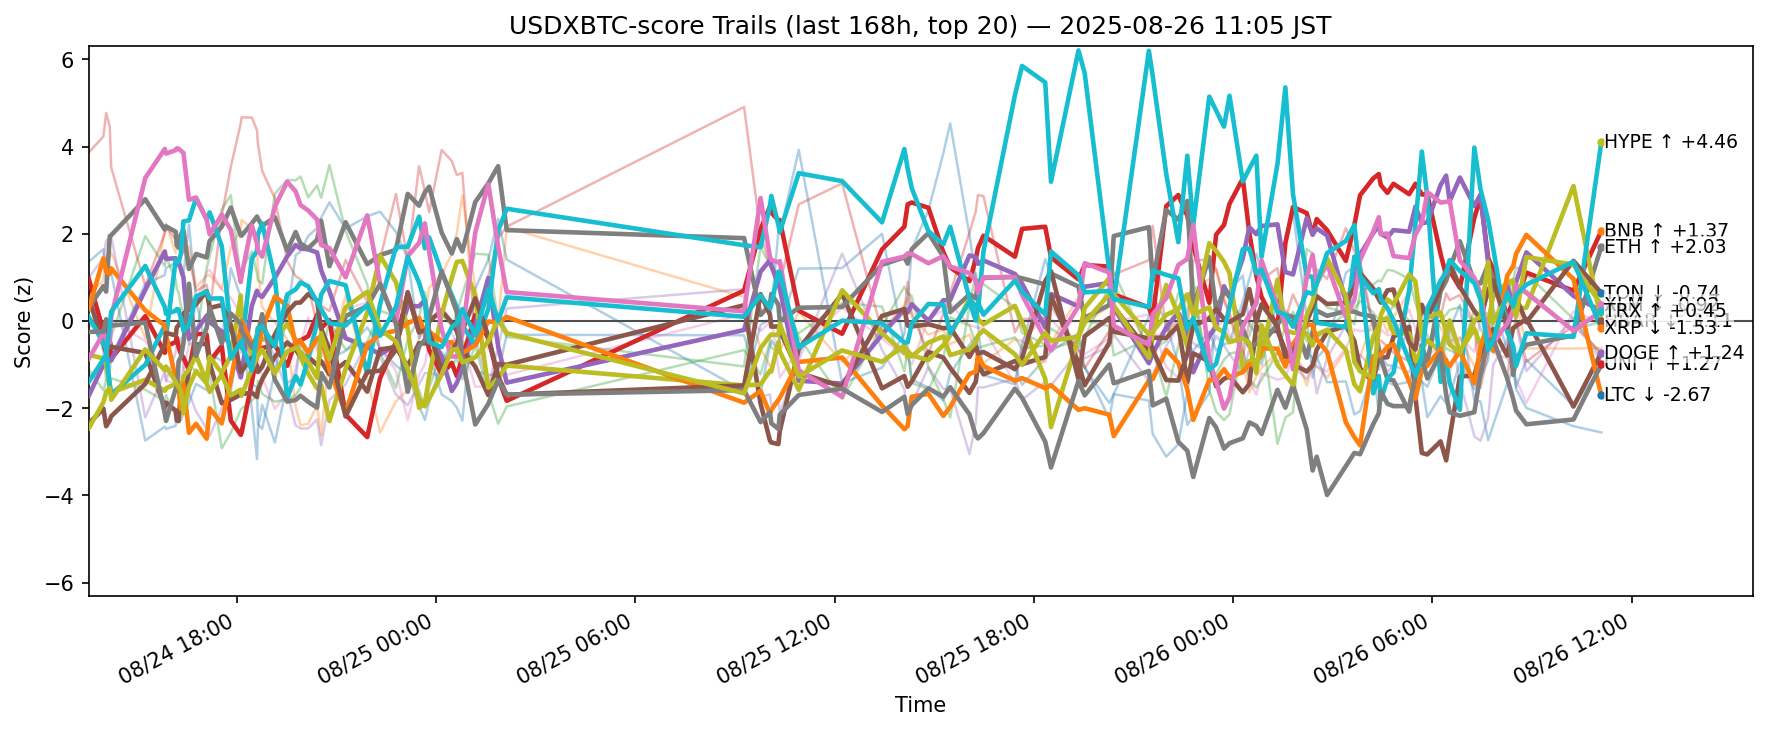 USDXBTC-score Trails (last 168h, top 20) — 2025-08-26 11:05 JST
Score (z)
6
4
2
0
−2
−4
−6
HYPE ↑ +4.46
BNB ↑ +1.37
ETH ↑ +2.03
TON ↓ -0.74
TRX ↑ +0.45
XRP ↓ -1.53
DOGE ↑ +1.24
UNI ↑ +1.27
LTC ↓ -2.67
08/24 18:00
08/25 00:00
08/25 06:00
08/25 12:00
08/25 18:00
08/26 00:00
08/26 06:00
08/26 12:00
Time